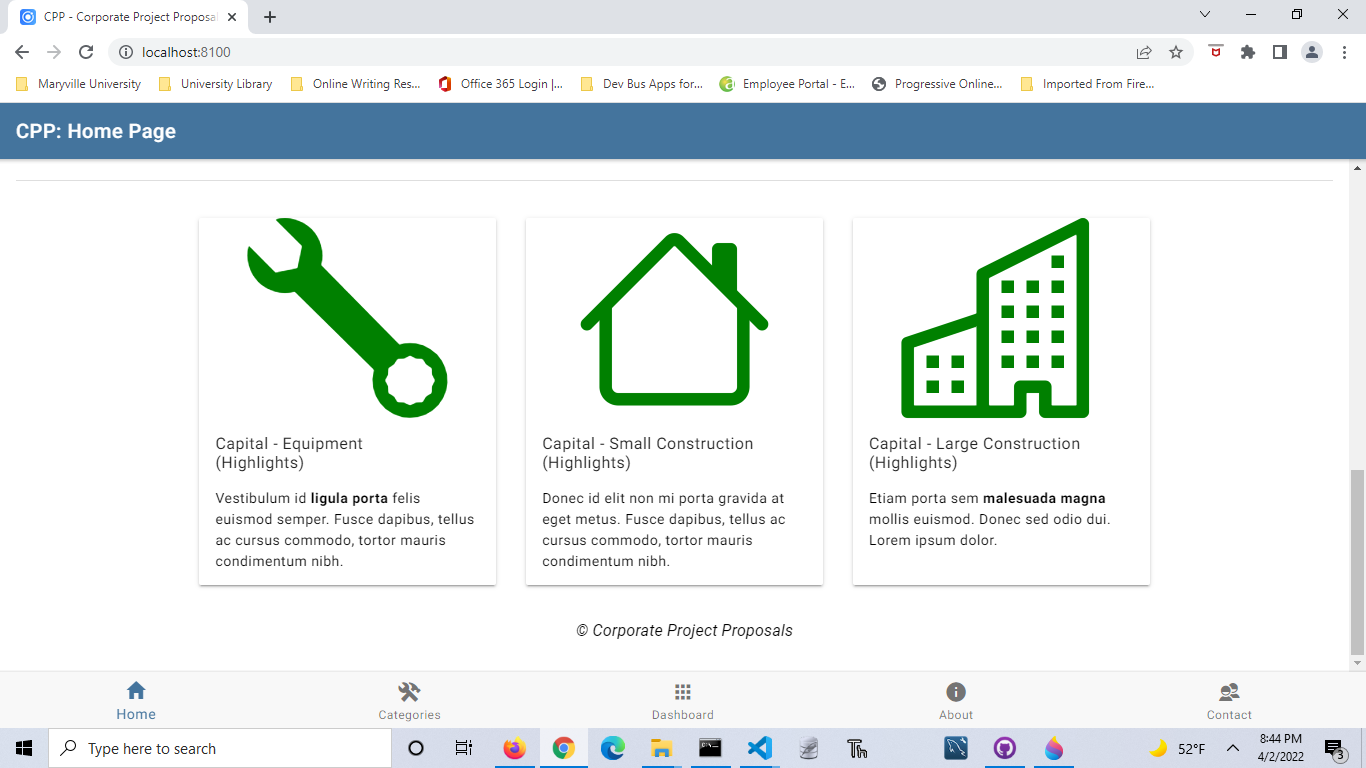 CPP - Corporate Project Proposa
localhost:8100
Maryville University
University Library
Online Writing Res...
Office 365 Login |...
Dev Bus Apps for...
Employee Portal - E...
Progressive Online...
Imported From Fire...
CPP: Home Page
Capital - Equipment
(Highlights)
Vestibulum id ligula porta felis
euismod semper. Fusce dapibus, tellus
ac cursus commodo, tortor mauris
condimentum nibh.
Capital - Small Construction
(Highlights)
Donec id elit non mi porta gravida at
eget metus. Fusce dapibus, tellus ac
cursus commodo, tortor mauris
condimentum nibh.
Capital - Large Construction
(Highlights)
Etiam porta sem malesuada magna
mollis euismod. Donec sed odio dui.
Lorem ipsum dolor.
© Corporate Project Proposals
Home
Categories
Dashboard
About
Contact
Type here to search
Th
52°F
8:44 PM
4/2/2022
3